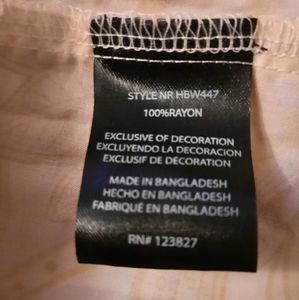 STYLE NR HBW447
100%RAYON
EXCLUSIVE OF DECORATION
EXCLUYENDO LA DECORACION
EXCLUSIF DE DÉCORATION
MADE IN BANGLADESH
HECHO EN BANGLADESH
FABRIQUÉ EN BANGLADESH
RN# 123827